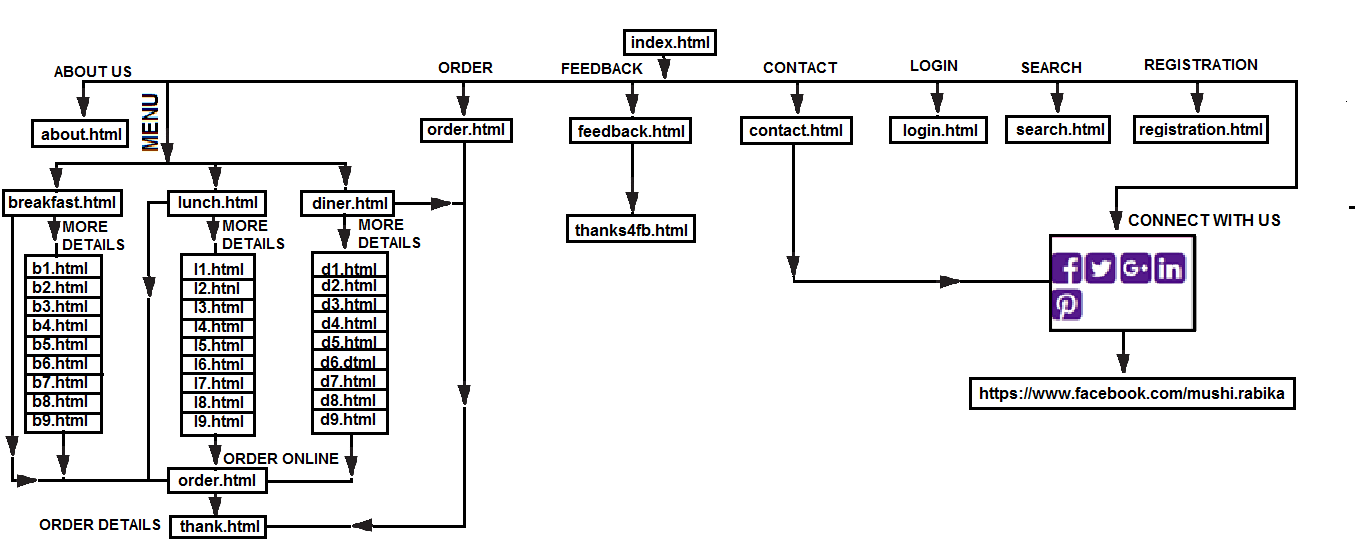 index.html
ABOUT US
ORDER
FEEDBACK
CONTACT
LOGIN
SEARCH
REGISTRATION
MENU
about.html
order.html
feedback.html
contact.html
login.html
search.html
registration.html
breakfast.html
lunch.html
diner.html
thanks4fb.html
CONNECT WITH US
MORE
DETAILS
MORE
DETAILS
MORE
DETAILS
b1.html
b2.html
b3.html
b4.html
b5.html
b6.html
b7.html
b8.html
b9.html
l1.html
l2.htnl
l3.html
l4.html
l5.html
l6.html
l7.html
l8.html
l9.html
d1.html
d2.html
d3.html
d4.html
d5.html
d6.dtml
d7.html
d8.html
d9.html
f
G+
in
https://www.facebook.com/mushi.rabika
ORDER ONLINE
order.html
ORDER DETAILS
thank.html